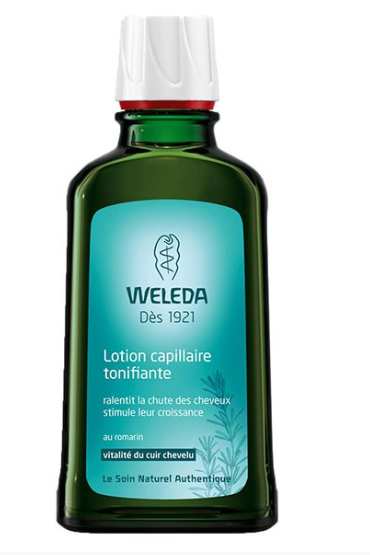 WELEDA
Dès 1921
Lotion capillaire
tonifiante
ralentit la chute des cheveux
stimule leur croissance
au romarin
vitalité du cuir chevelu
Le Soin Naturel Authentique